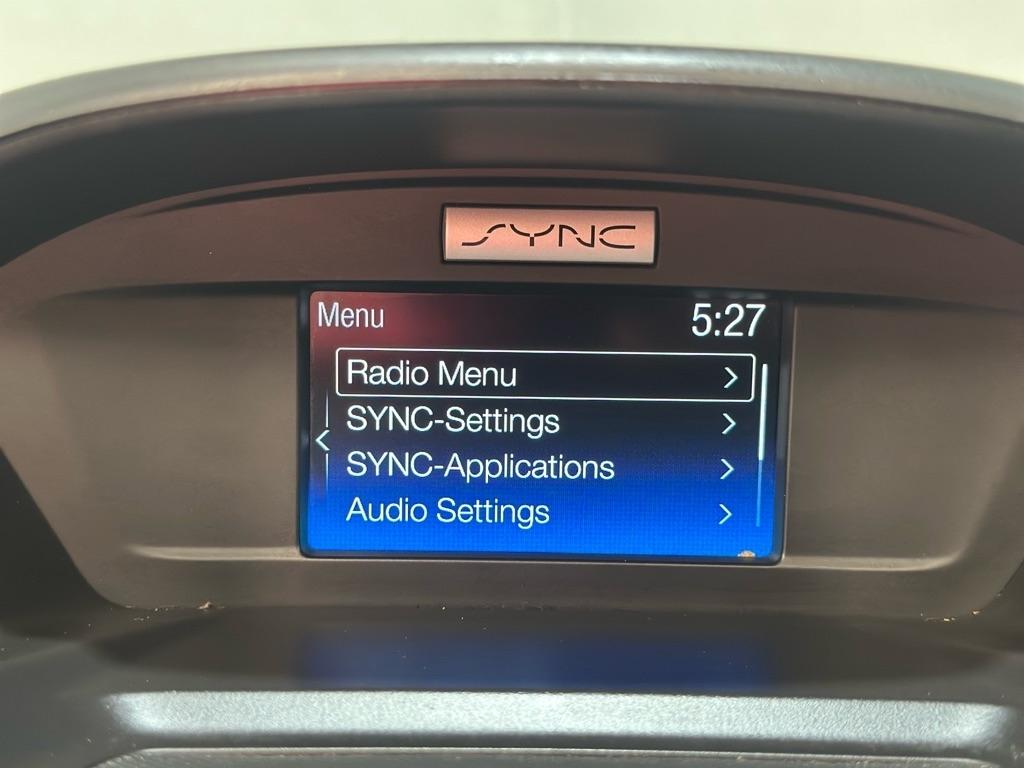 SYNC
Menu 5:27
Radio Menu
SYNC-Settings
SYNC-Applications
Audio Settings